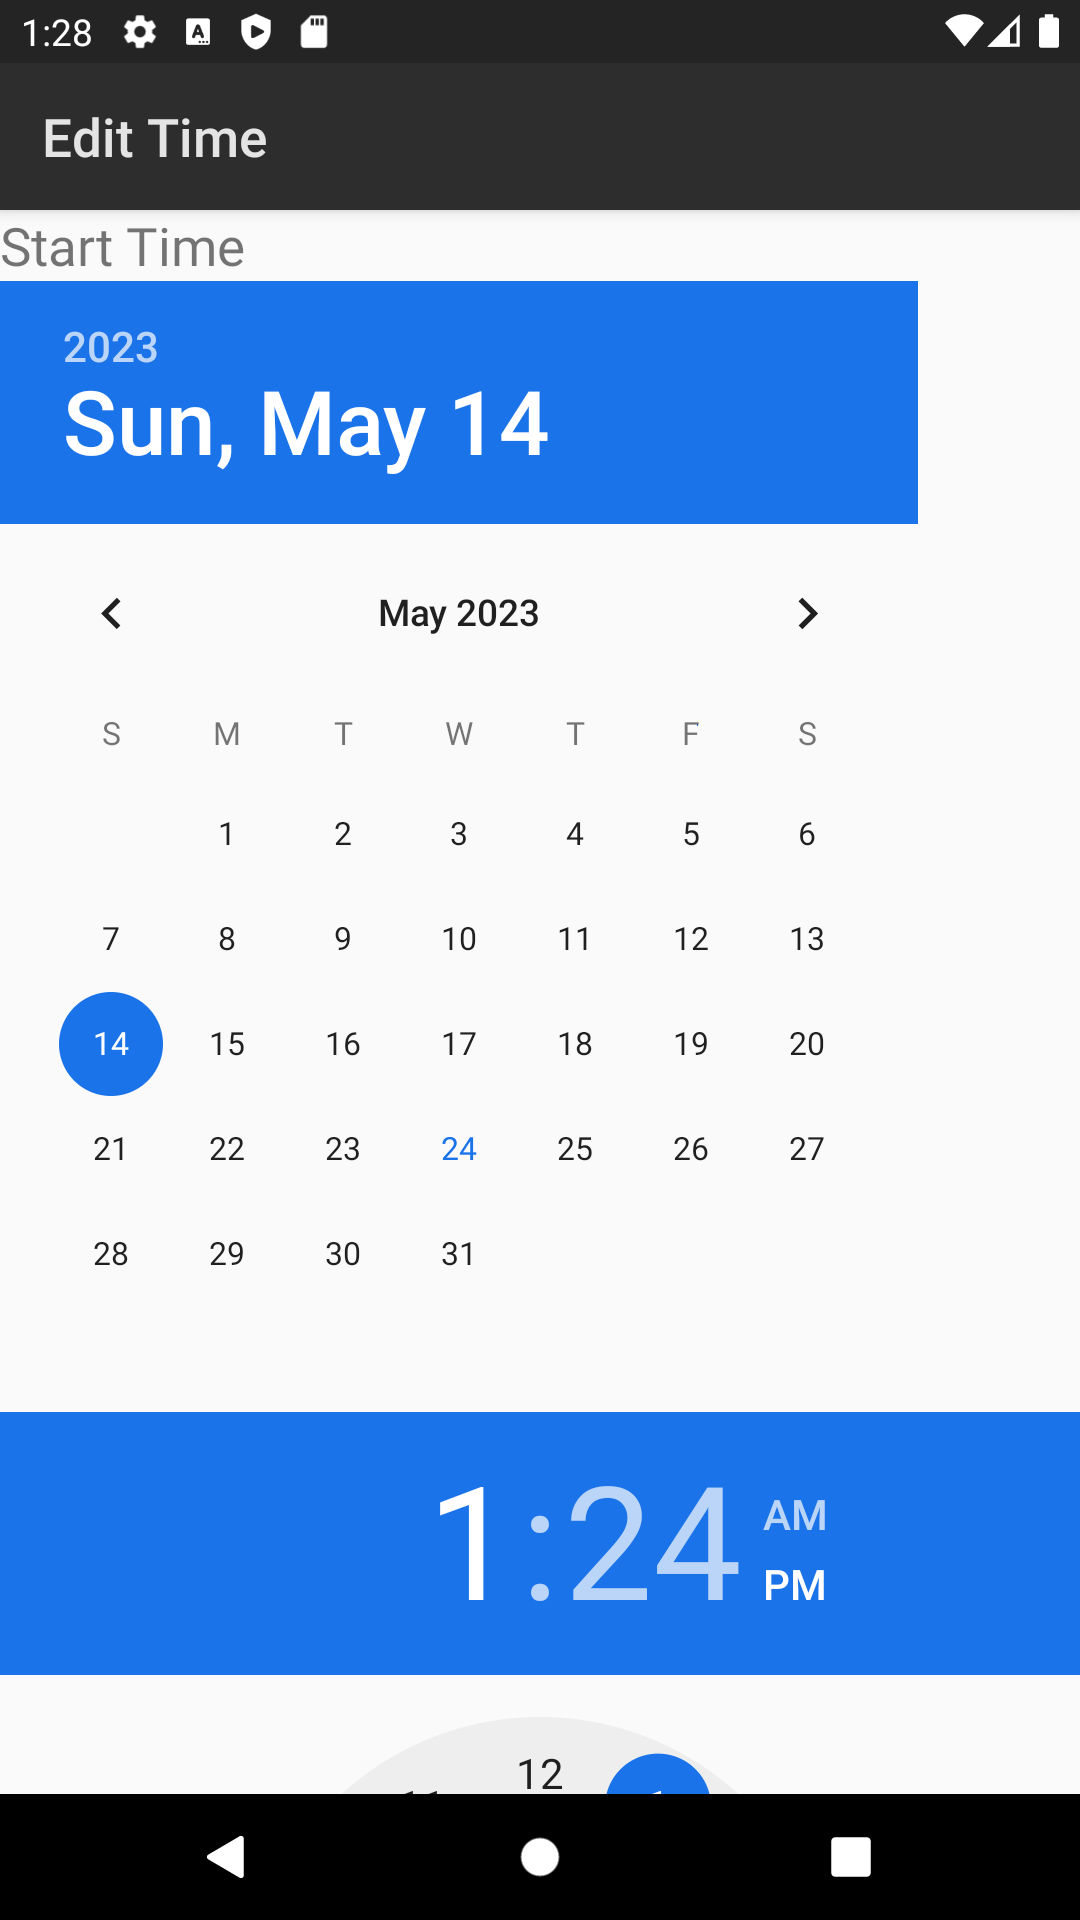 1:28
Edit Time
Start Time
2023
Sun, May 14
May 2023
S M T W T F S
1 2 3 4 5 6
7 8 9 10 11 12 13
14 15 16 17 18 19 20
21 22 23 24 25 26 27
28 29 30 31
1:24
AM
PM
12